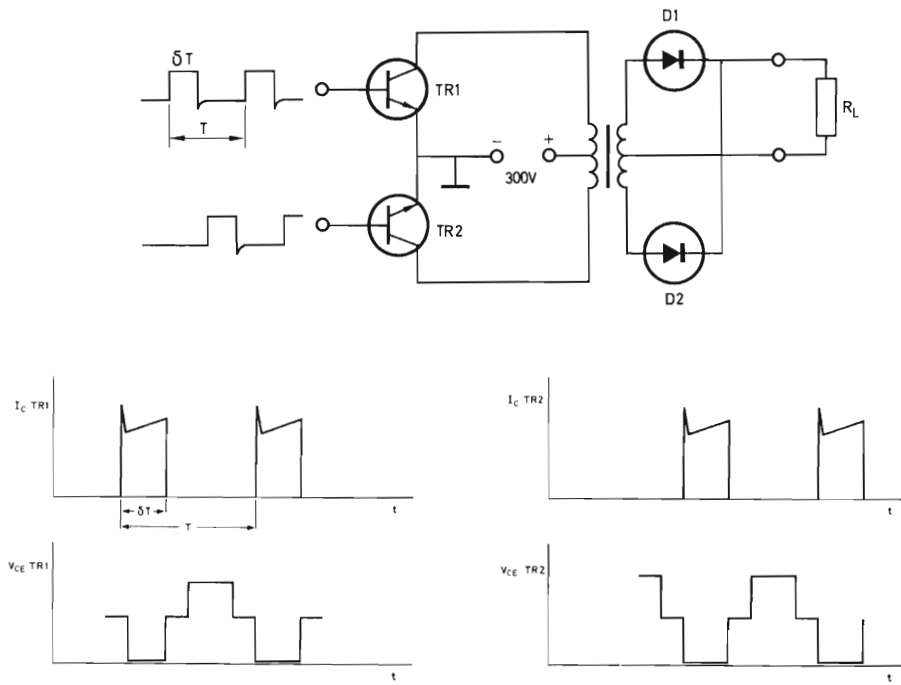 D1
δT
TR1
T
− +
300V
R_L
TR2
D2
I_C TR1
I_C TR2
δT
T
t
t
V_CE TR1
V_CE TR2
t
t